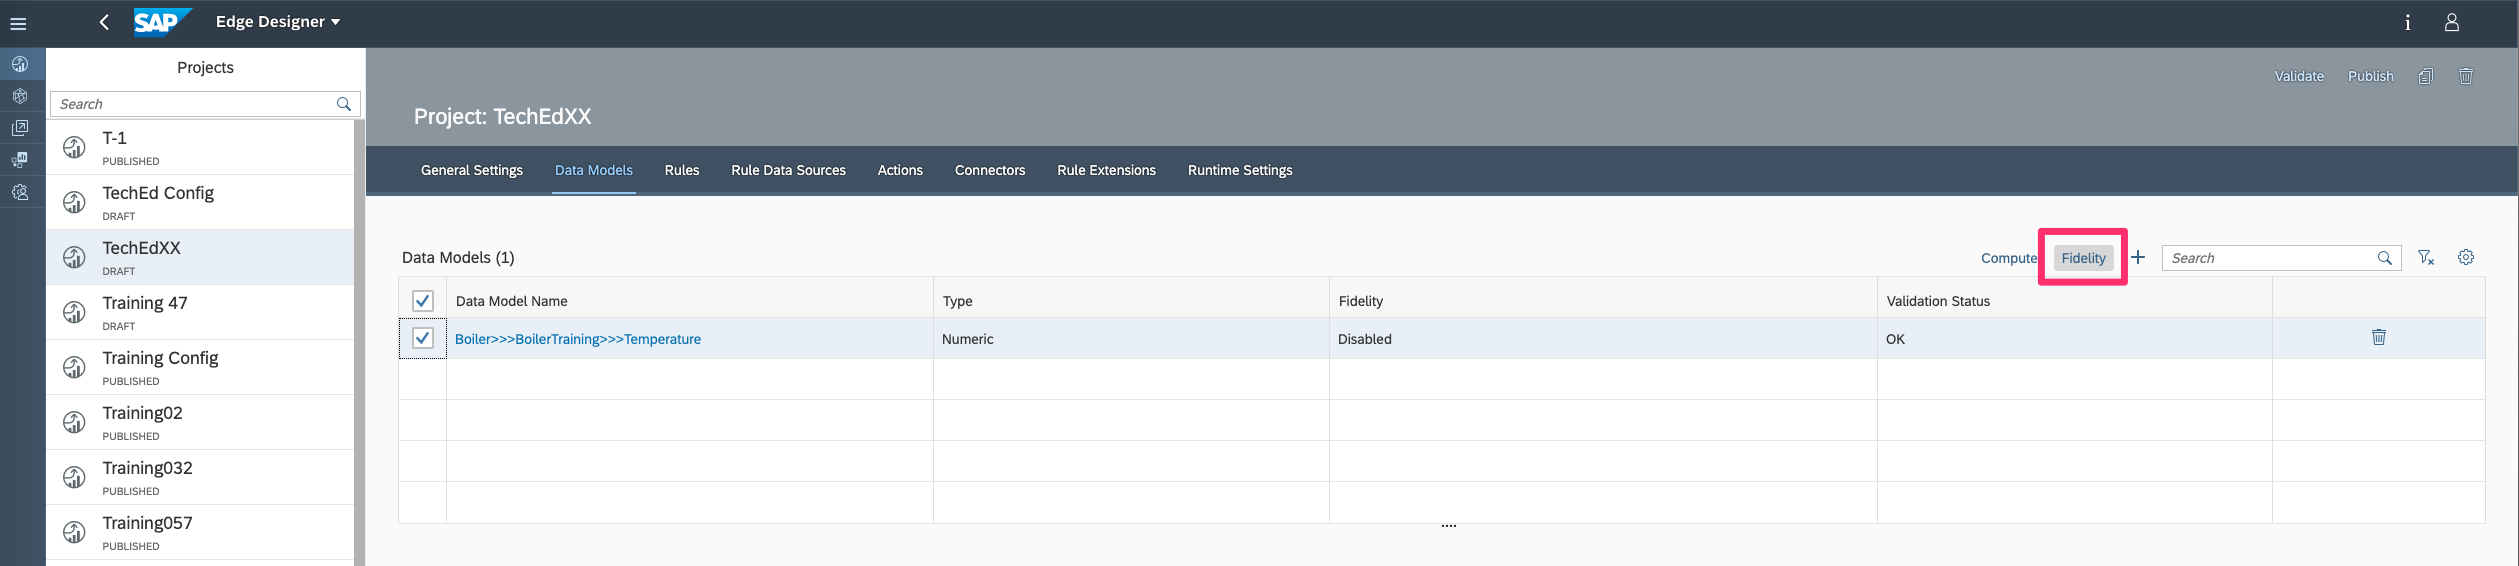 SAP Edge Designer
Projects
Search
T-1
PUBLISHED
TechEd Config
DRAFT
TechEdXX
DRAFT
Training 47
DRAFT
Training Config
PUBLISHED
Training02
PUBLISHED
Training032
PUBLISHED
Training057
PUBLISHED
Validate Publish
Project: TechEdXX
General Settings Data Models Rules Rule Data Sources Actions Connectors Rule Extensions Runtime Settings
Data Models (1) Compute Fidelity Search
Data Model Name Type Fidelity Validation Status
Boiler>>>BoilerTraining>>>Temperature Numeric Disabled OK